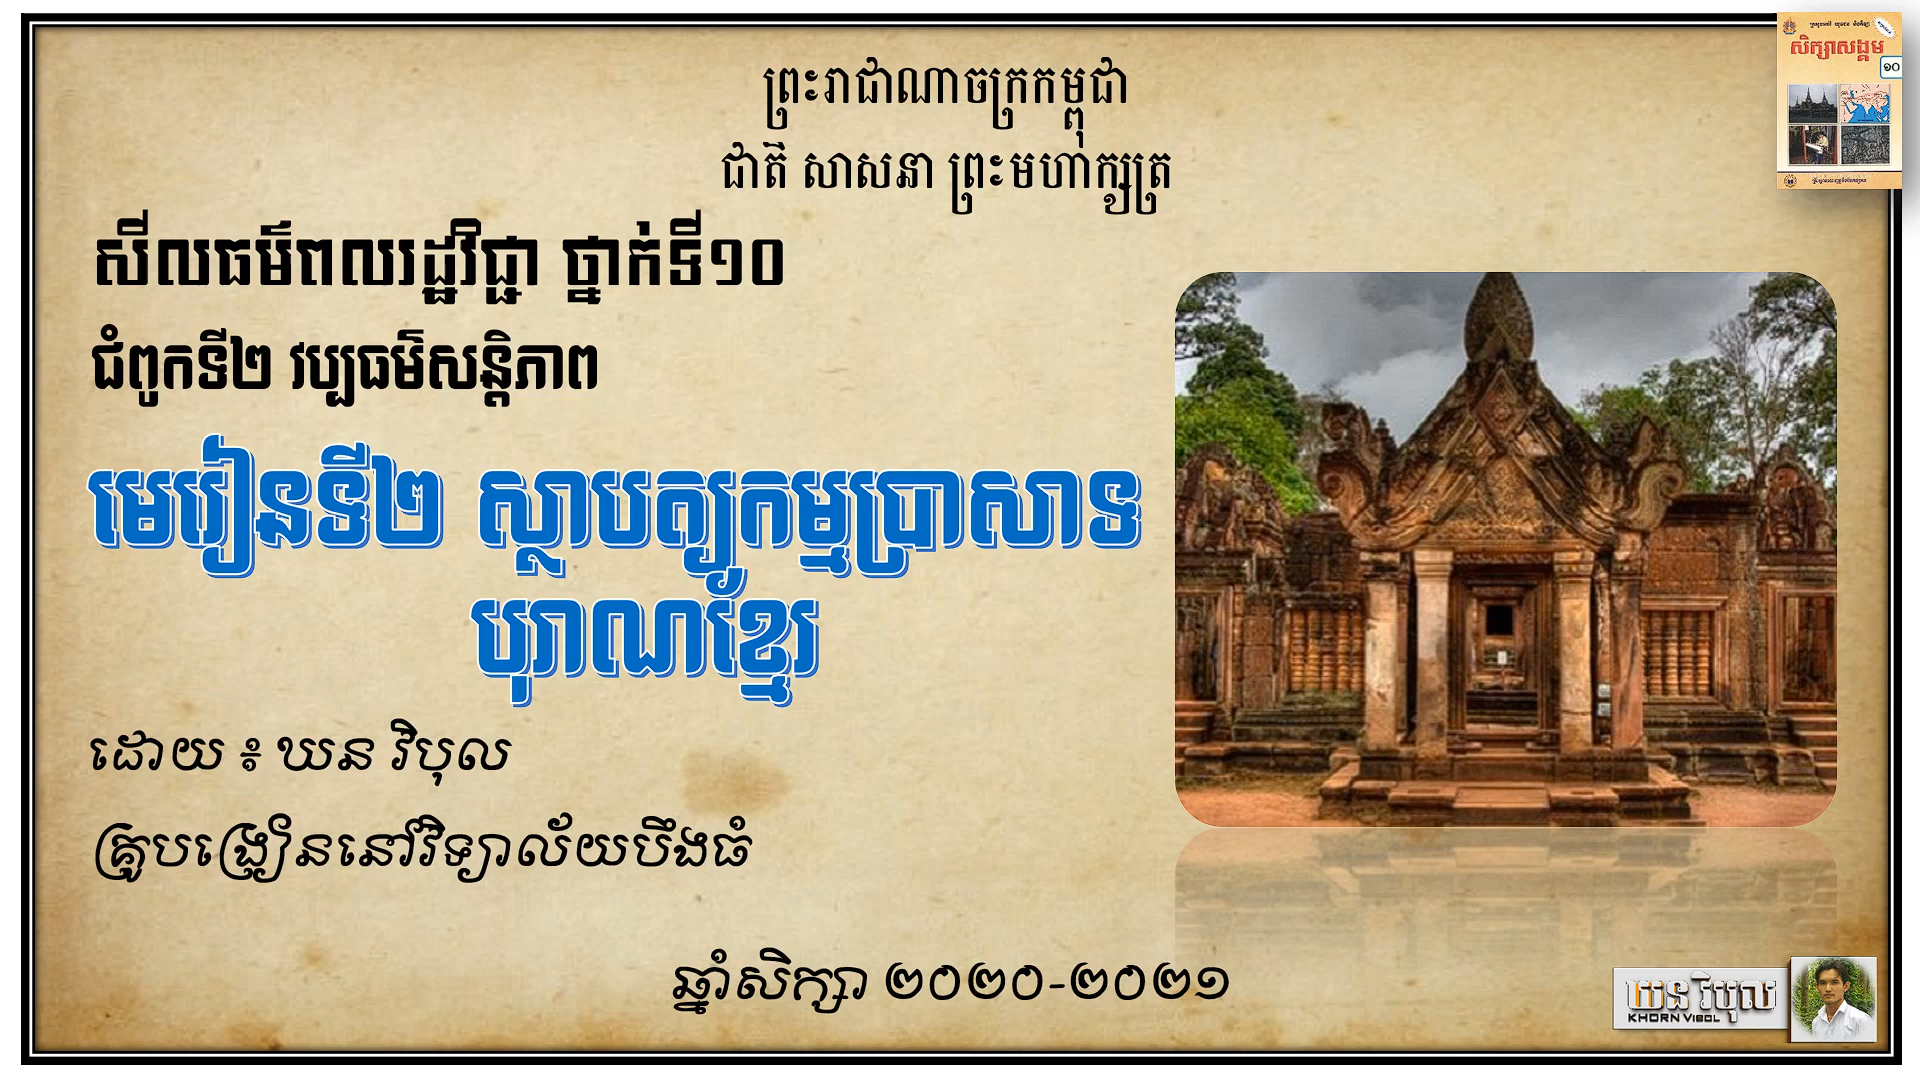 ព្រះរាជាណាចក្រកម្ពុជា
ជាតិ សាសនា ព្រះមហាក្សត្រ
សិក្សាសង្គម
១០
សីលធម៌ពលរដ្ឋវិជ្ជា ថ្នាក់ទី១០
ជំពូកទី២ វប្បធម៌សន្តិភាព
មេរៀនទី២ ស្ថាបត្យកម្មប្រាសាទ
បុរាណខ្មែរ
ដោយ ៖ ឃន វិបុល
គ្រូបង្រៀននៅវិទ្យាល័យបឹងធំ
ឆ្នាំសិក្សា ២០២០-២០២១
ឃន វិបុល
KHORN VIBOL